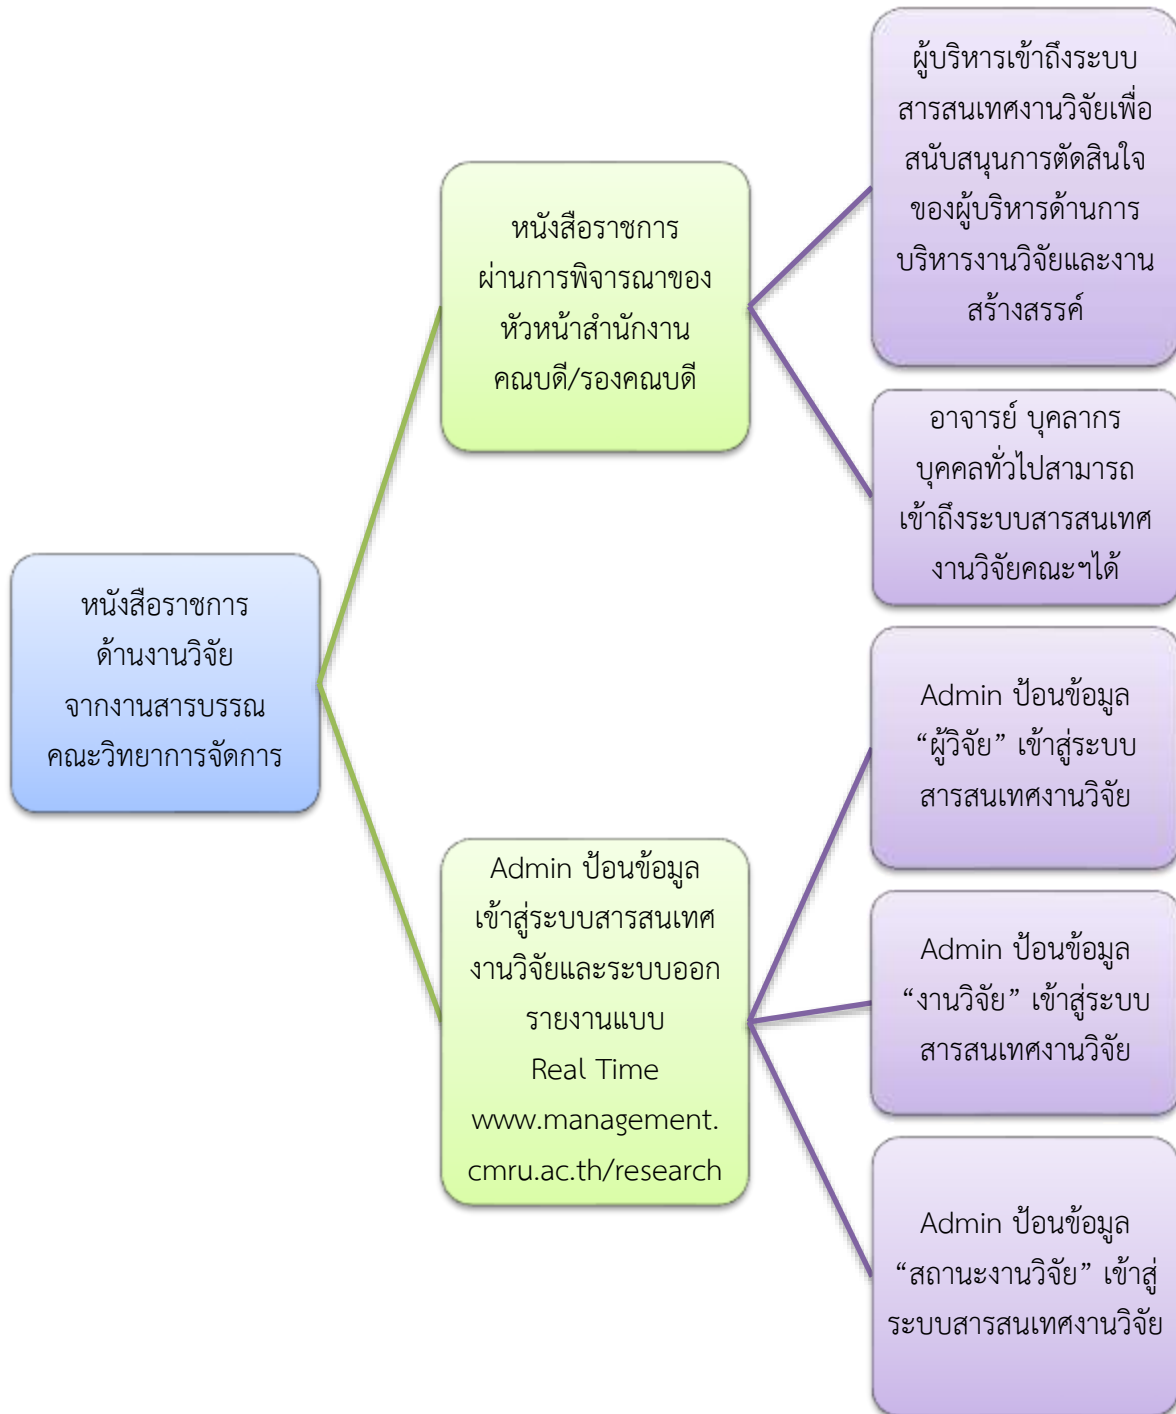 หนังสือราชการ
ด้านงานวิจัย
จากงานสารบรรณ
คณะวิทยาการจัดการ
หนังสือราชการ
ผ่านการพิจารณาของ
หัวหน้าสำนักงาน
คณบดี/รองคณบดี
ผู้บริหารเข้าถึงระบบ
สารสนเทศงานวิจัยเพื่อ
สนับสนุนการตัดสินใจ
ของผู้บริหารด้านการ
บริหารงานวิจัยและงาน
สร้างสรรค์
อาจารย์ บุคลากร
บุคคลทั่วไปสามารถ
เข้าถึงระบบสารสนเทศ
งานวิจัยคณะฯได้
Admin ป้อนข้อมูล
เข้าสู่ระบบสารสนเทศ
งานวิจัยและระบบออก
รายงานแบบ
Real Time
www.management.
cmru.ac.th/research
Admin ป้อนข้อมูล
“ผู้วิจัย” เข้าสู่ระบบ
สารสนเทศงานวิจัย
Admin ป้อนข้อมูล
“งานวิจัย” เข้าสู่ระบบ
สารสนเทศงานวิจัย
Admin ป้อนข้อมูล
“สถานะงานวิจัย” เข้าสู่
ระบบสารสนเทศงานวิจัย